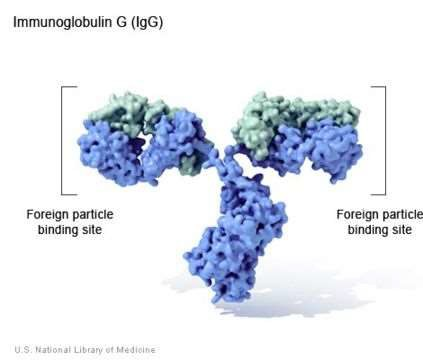 Immunoglobulin G (IgG)
Foreign particle
binding site
Foreign particle
binding site
U.S. National Library of Medicine